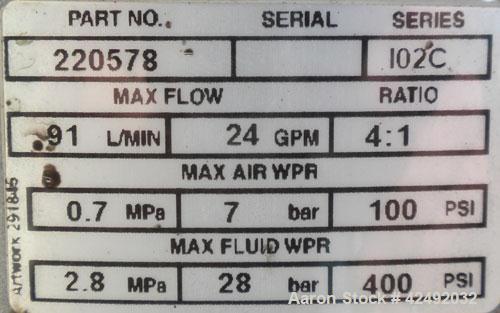 PART NO. SERIAL SERIES
220578 I02C
MAX FLOW RATIO
91 L/MIN 24 GPM 4:1
MAX AIR WPR
0.7 MPa 7 bar 100 PSI
MAX FLUID WPR
2.8 MPa 28 bar 400 PSI
Artwork 291845
Aaron Stock # 42492032